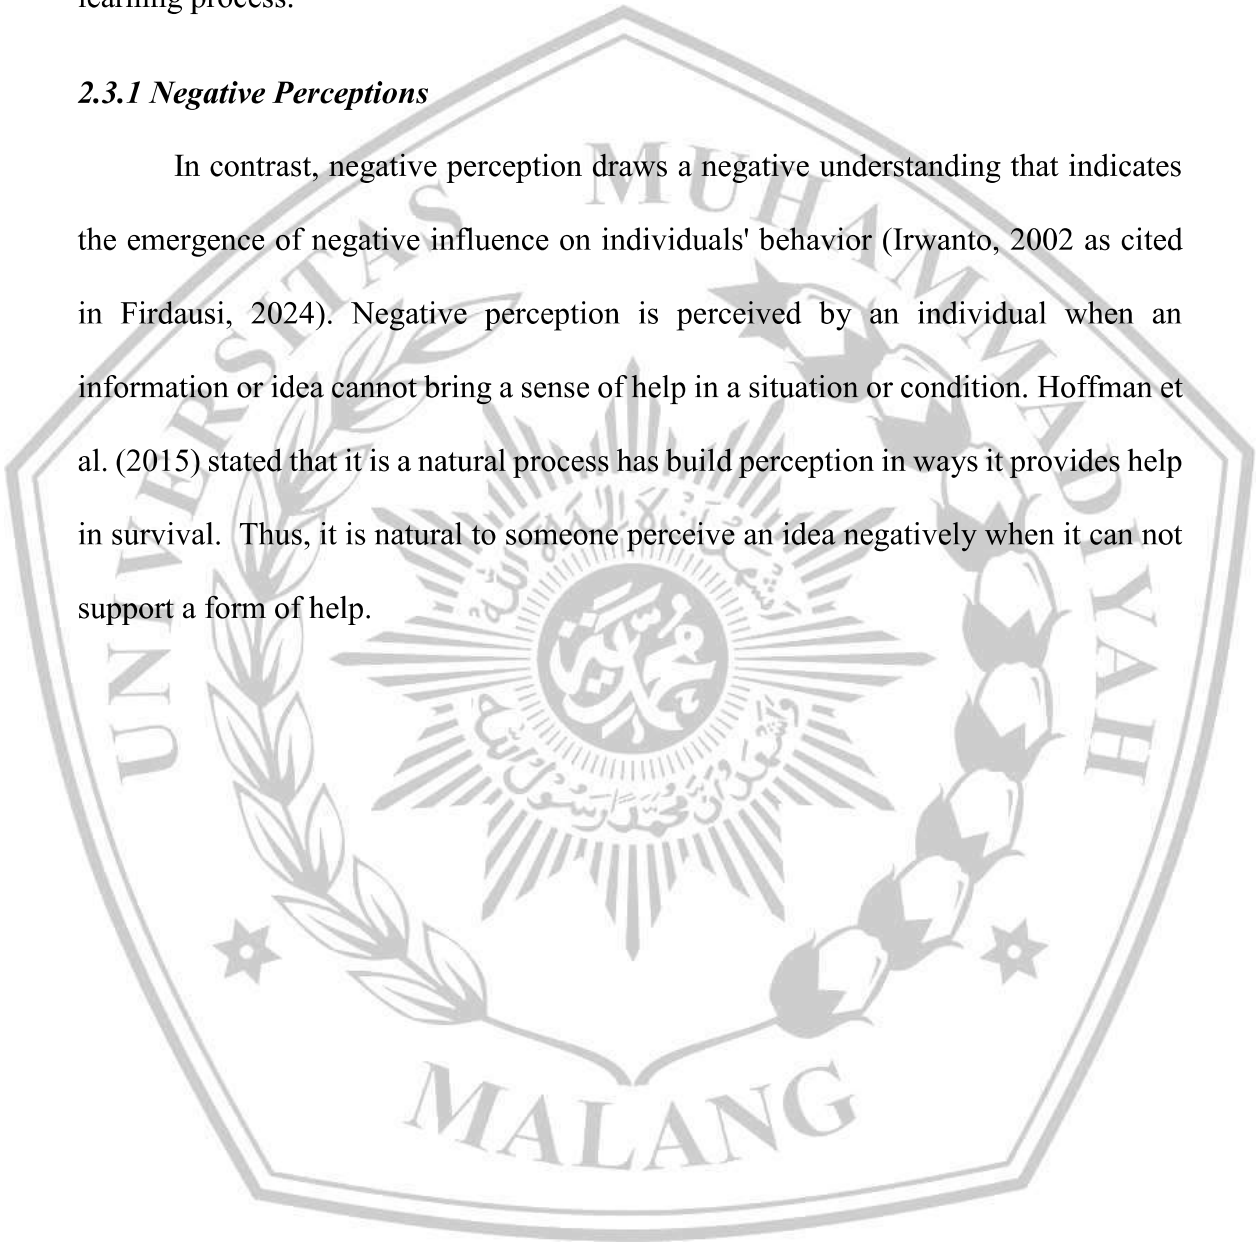 learning process.
2.3.1 Negative Perceptions
In contrast, negative perception draws a negative understanding that indicates
the emergence of negative influence on individuals' behavior (Irwanto, 2002 as cited
in Firdausi, 2024). Negative perception is perceived by an individual when an
information or idea cannot bring a sense of help in a situation or condition. Hoffman et
al. (2015) stated that it is a natural process has build perception in ways it provides help
in survival.  Thus, it is natural to someone perceive an idea negatively when it can not
support a form of help.
UNIVERSITAS MUHAMMADIYAH
MALANG